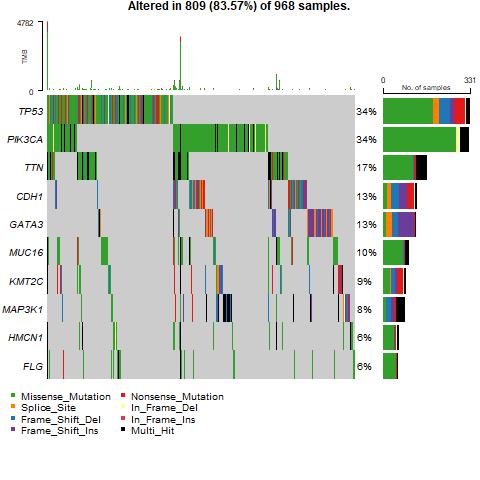 Altered in 809 (83.57%) of 968 samples.
4782
TMB
0
0
331
No. of samples
TP53
34%
PIK3CA
34%
TTN
17%
CDH1
13%
GATA3
13%
MUC16
10%
KMT2C
9%
MAP3K1
8%
HMCN1
6%
FLG
6%
Missense_Mutation
Nonsense_Mutation
Splice_Site
In_Frame_Del
Frame_Shift_Del
In_Frame_Ins
Frame_Shift_Ins
Multi_Hit